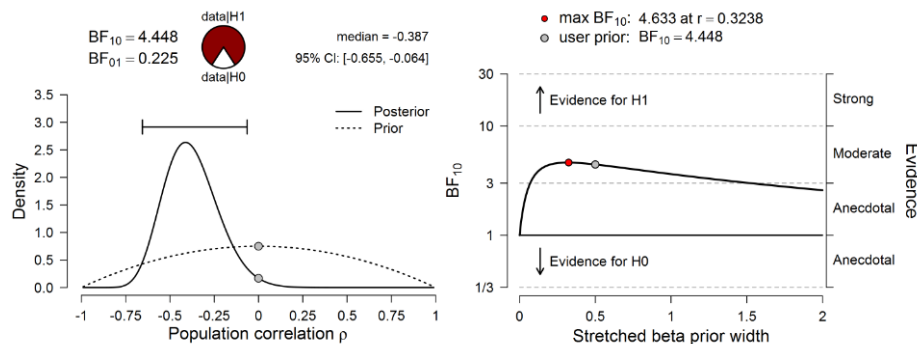 data|H1
BF₁₀ = 4.448
BF₀₁ = 0.225
data|H0
median = -0.387
95% CI: [-0.655, -0.064]
Posterior
Prior
Density
3.5
3.0
2.5
2.0
1.5
1.0
0.5
0.0
-1
-0.75
-0.5
-0.25
0
0.25
0.5
0.75
1
Population correlation ρ
max BF₁₀: 4.633 at r = 0.3238
user prior: BF₁₀ = 4.448
BF₁₀
30
10
3
1
1/3
Evidence for H1
Evidence for H0
Strong
Moderate
Anecdotal
Anecdotal
Evidence
0
0.5
1
1.5
2
Stretched beta prior width